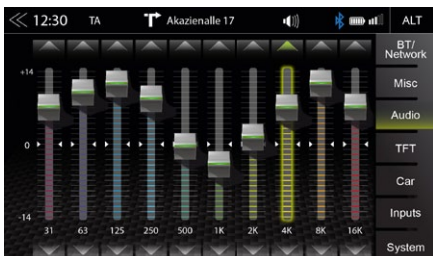 12:30 TA Akazienalle 17 ALT
BT/
Network
+14
Misc
Audio
0
TFT
Car
-14
Inputs
31 63 125 250 500 1K 2K 4K 8K 16K
System